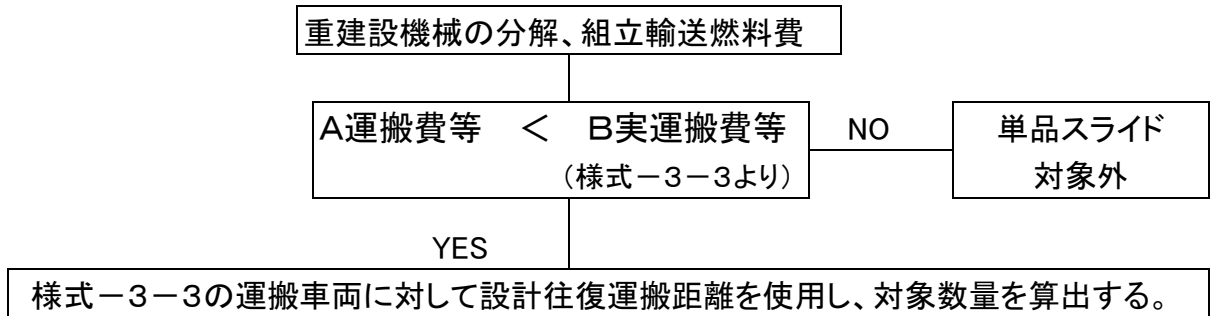 重建設機械の分解、組立輸送燃料費
A運搬費等　＜　B実運搬費等
（様式－３－３より）
NO
単品スライド
対象外
YES
様式－３－３の運搬車両に対して設計往復運搬距離を使用し、対象数量を算出する。